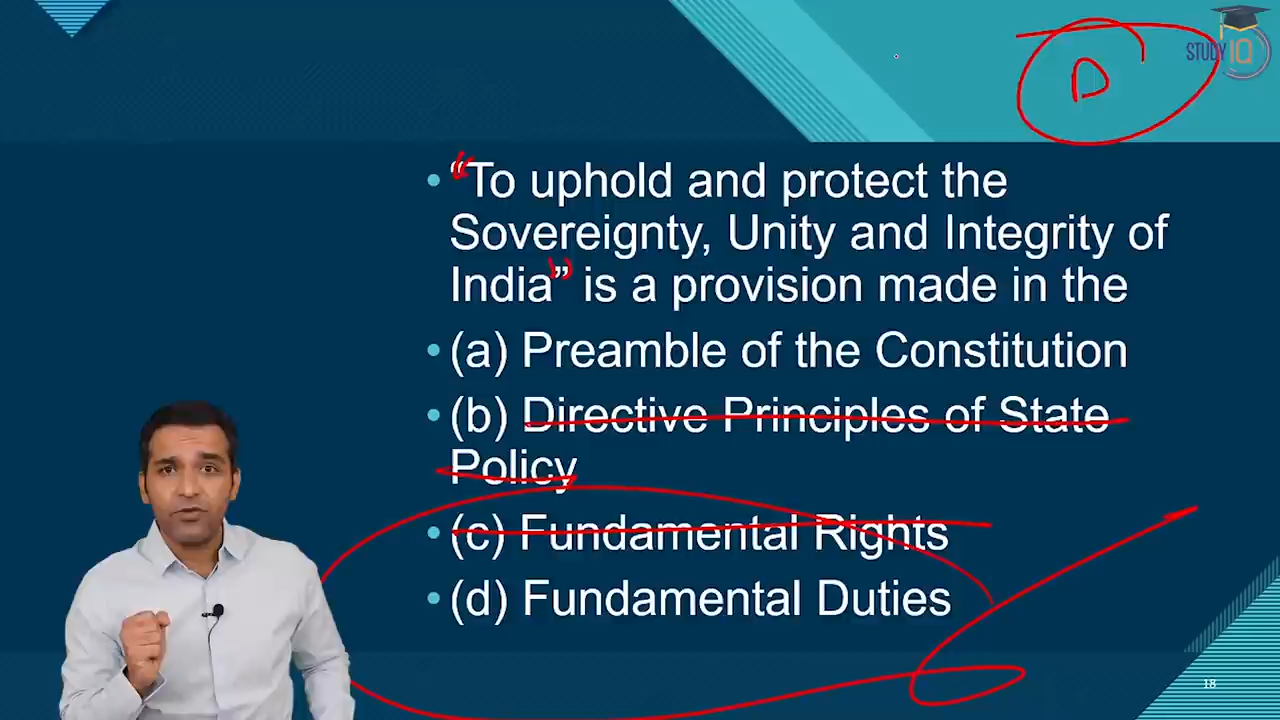 D
STUDY IQ
• “To uphold and protect the
Sovereignty, Unity and Integrity of
India” is a provision made in the
• (a) Preamble of the Constitution
• (b) Directive Principles of State
Policy
• (c) Fundamental Rights
• (d) Fundamental Duties
18